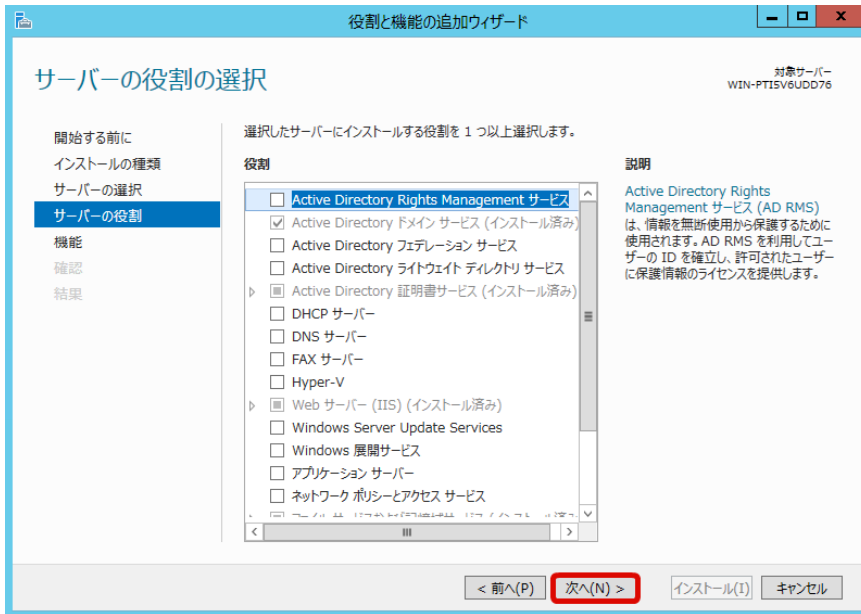 役割と機能の追加ウィザード
サーバーの役割の選択
対象サーバー
WIN-PTISV6UDD76
開始する前に
インストールの種類
サーバーの選択
サーバーの役割
機能
確認
結果
選択したサーバーにインストールする役割を 1 つ以上選択します。
役割
Active Directory Rights Management サービス
Active Directory ドメイン サービス (インストール済み)
Active Directory フェデレーション サービス
Active Directory ライトウェイト ディレクトリ サービス
Active Directory 証明書サービス (インストール済み)
DHCP サーバー
DNS サーバー
FAX サーバー
Hyper-V
Web サーバー (IIS) (インストール済み)
Windows Server Update Services
Windows 展開サービス
アプリケーション サーバー
ネットワーク ポリシーとアクセス サービス
説明
Active Directory Rights
Management サービス (AD RMS)
は、情報を無断使用から保護するために
使用されます。AD RMS を利用してユー
ザーの ID を確立し、許可されたユーザー
に保護情報のライセンスを提供します。
< 前へ(P)
次へ(N) >
インストール(I)
キャンセル